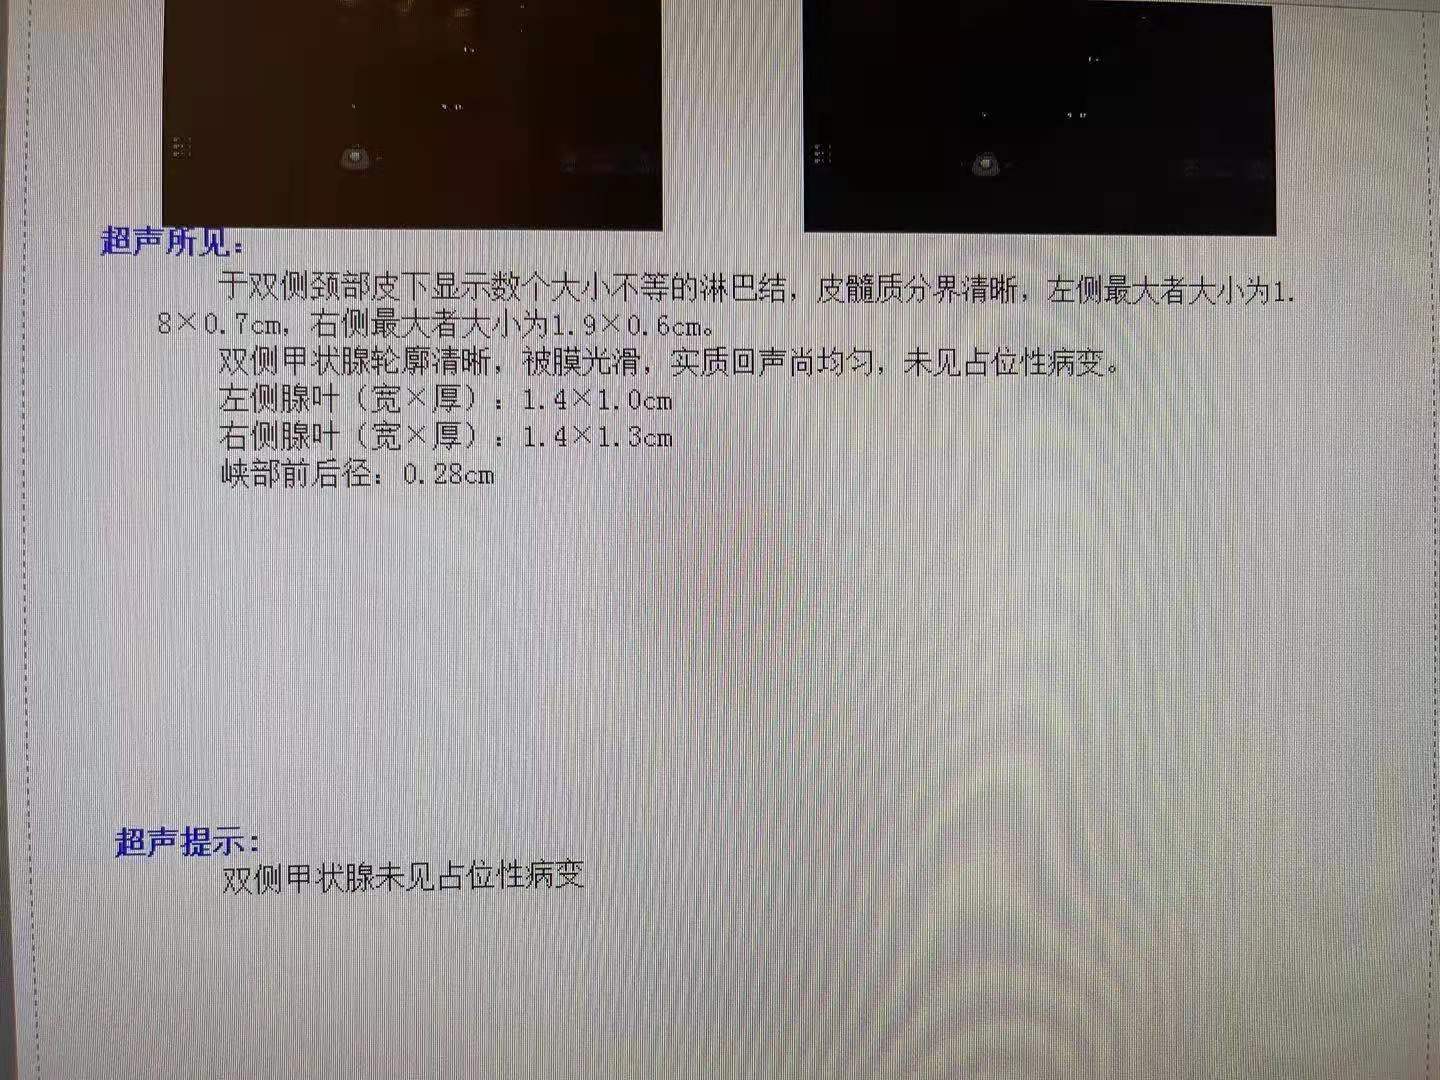 超声所见：
于双侧颈部皮下显示数个大小不等的淋巴结，皮髓质分界清晰，左侧最大者大小为1.
8×0.7cm，右侧最大者大小为1.9×0.6cm。
双侧甲状腺轮廓清晰，被膜光滑，实质回声尚均匀，未见占位性病变。
左侧腺叶（宽×厚）：1.4×1.0cm
右侧腺叶（宽×厚）：1.4×1.3cm
峡部前后径：0.28cm
超声提示：
双侧甲状腺未见占位性病变